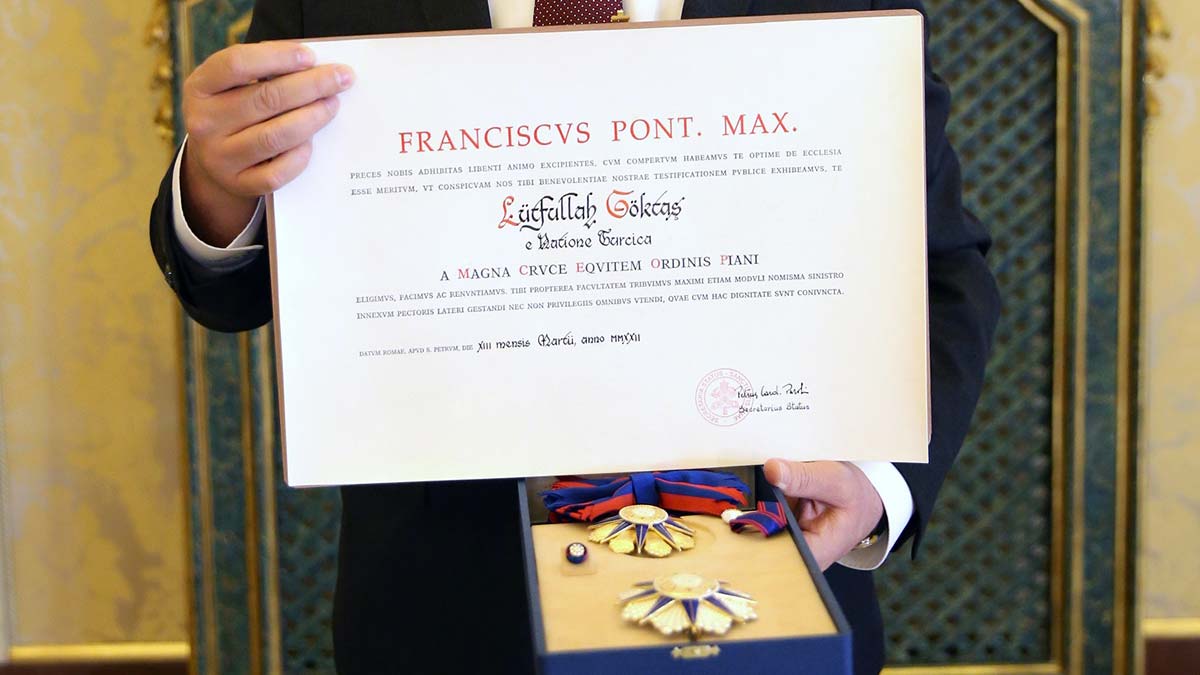 FRANCISCVS PONT. MAX.
PRECES NOBIS ADHIBITAS LIBENTI ANIMO EXCIPIENTES, CVM COMPERTVM HABEAMVS TE OPTIME DE ECCLESIA
ESSE MERITVM, VT CONSPICVAM NOS TIBI BENEVOLENTIAE NOSTRAE TESTIFICATIONEM PVBLICE EXHIBEAMVS, TE
Lütfullah Göktaş
e Natione Turcica
A MAGNA CRVCE EQVITEM ORDINIS PIANI
ELIGIMVS, FACIMVS AC RENVNTIAMVS. TIBI PROPTEREA FACVLTATEM TRIBVIMVS MAXIMI ETIAM MODVLI NOMISMA SINISTRO
INNEXVM PECTORIS LATERI GESTANDI NEC NON PRIVILEGIIS OMNIBVS VTENDI, QVAE CVM HAC DIGNITATE SVNT CONIVNCTA.
DATVM ROMAE, APVD S. PETRVM, DIE XIII mensis Martii, anno MMXXII
Petrus Card. Parolin
Secretarius Status